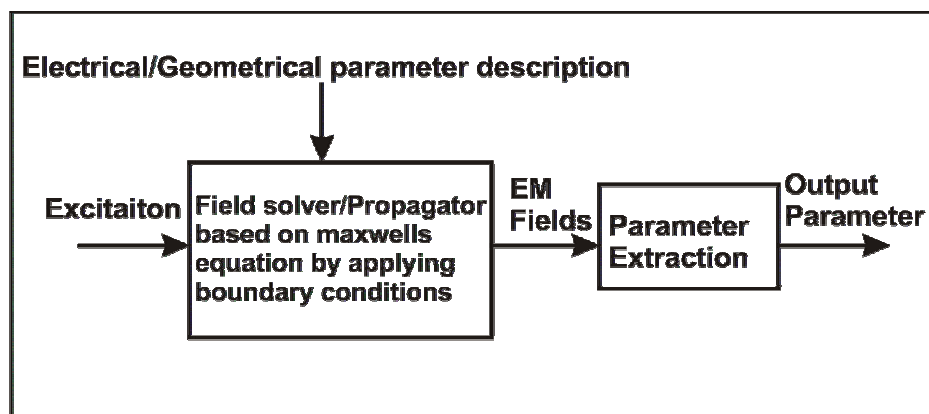 Electrical/Geometrical parameter description
Excitaiton
Field solver/Propagator
based on maxwells
equation by applying
boundary conditions
EM
Fields
Parameter
Extraction
Output
Parameter